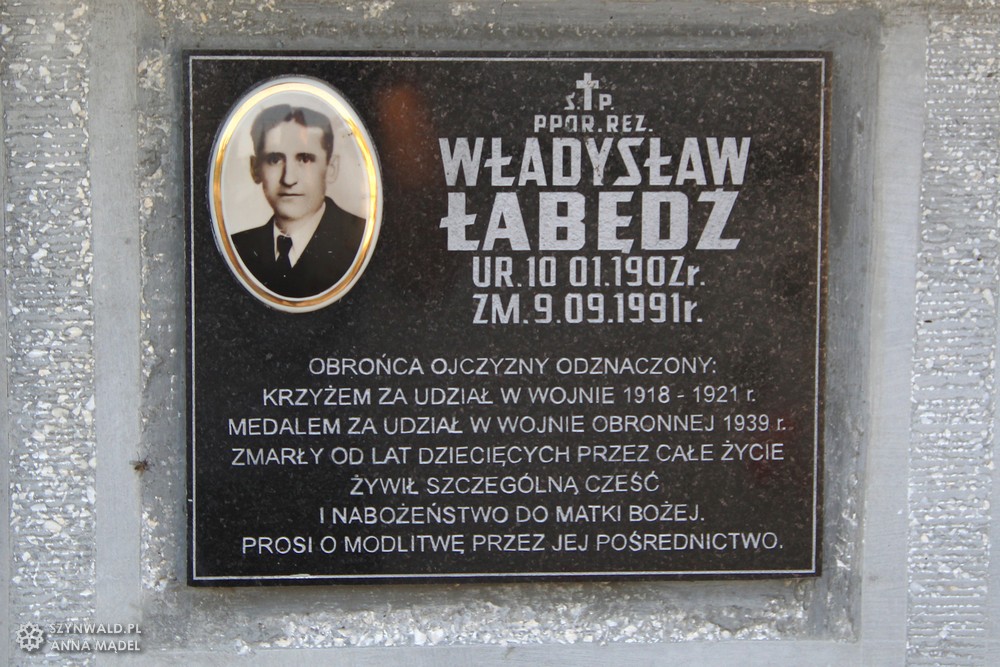 Ś.P.
PPOR.REZ.
WŁADYSŁAW
ŁABĘDŹ
UR.10 01.1902r.
ZM.9.09.1991r.
OBROŃCA OJCZYZNY ODZNACZONY:
KRZYŻEM ZA UDZIAŁ W WOJNIE 1918 - 1921 r.
MEDALEM ZA UDZIAŁ W WOJNIE OBRONNEJ 1939 r.
ZMARŁY OD LAT DZIECIĘCYCH PRZEZ CAŁE ŻYCIE
ŻYWIŁ SZCZEGÓLNĄ CZEŚĆ
I NABOŻEŃSTWO DO MATKI BOŻEJ.
PROSI O MODLITWĘ PRZEZ JEJ POŚREDNICTWO.
SZYNWALD.PL
ANNA MĄDEL